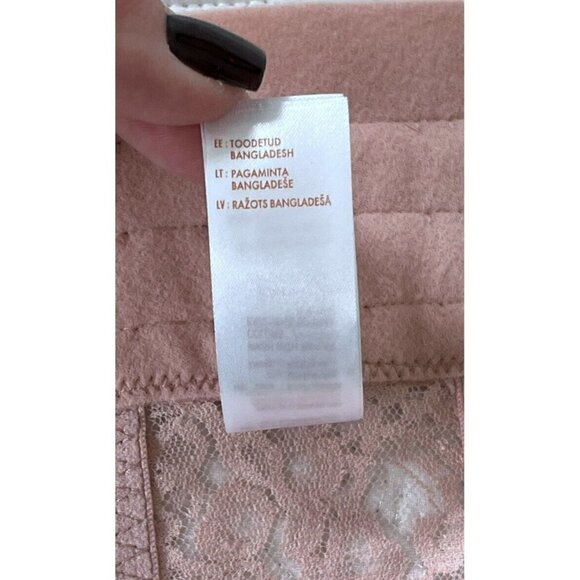 EE : TOODETUD
BANGLADESH
LT : PAGAMINTA
BANGLADEŠE
LV : RAŽOTS BANGLADEŠĀ